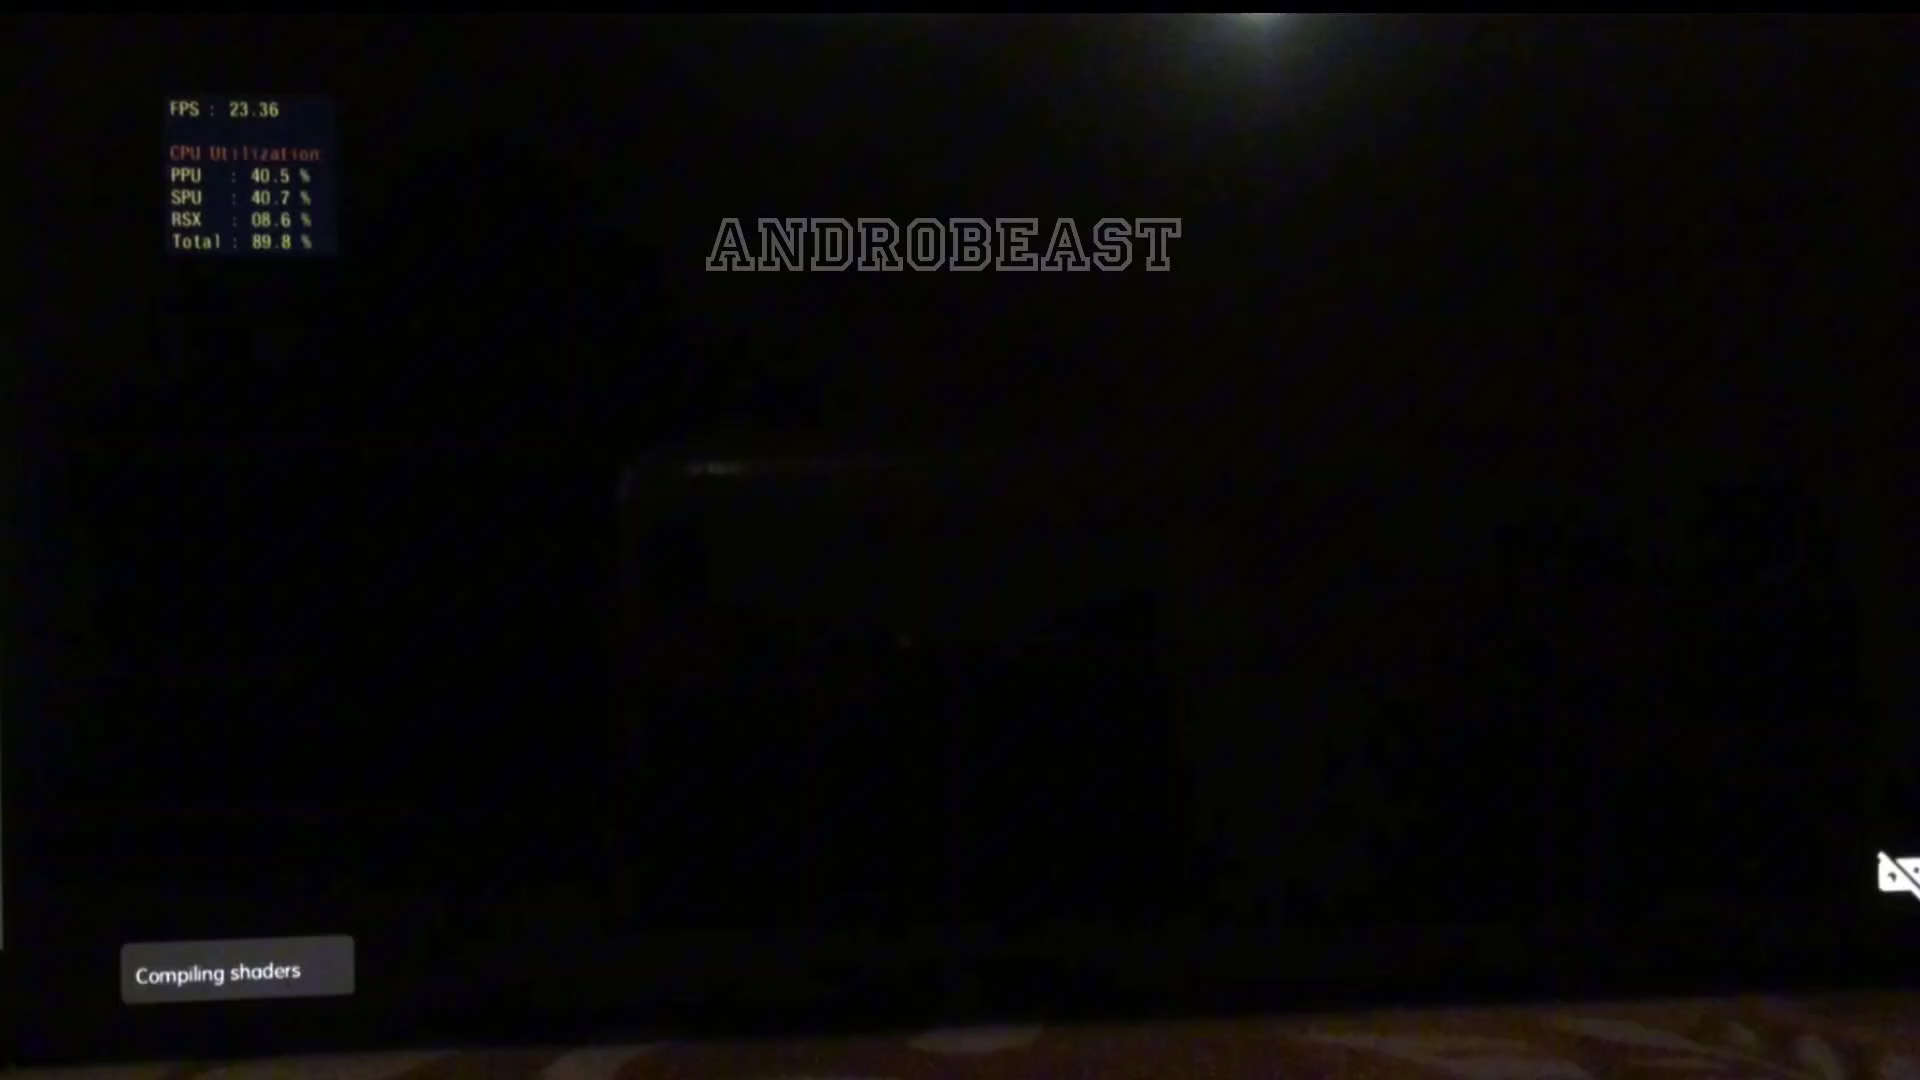 FPS : 23.36
CPU Utilization
PPU : 40.5 %
SPU : 40.7 %
RSX : 08.6 %
Total : 89.8 %
ANDROBEAST
Compiling shaders